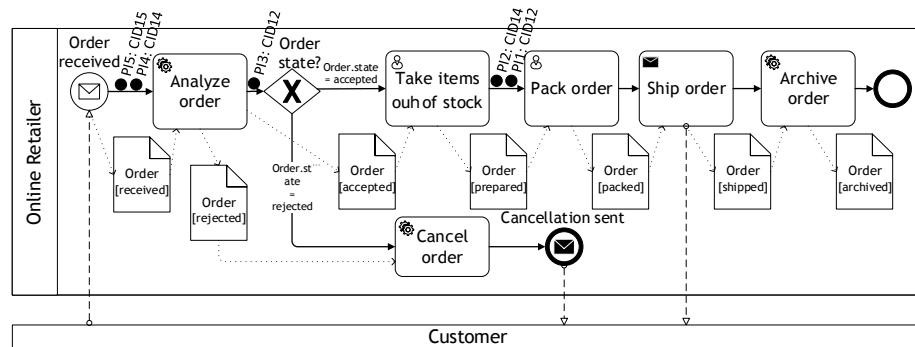 Online Retailer
Order
received
PI5: CID15
PI4: CID14
Analyze
order
PI3: CID12
Order
state?
Order.state
= accepted
Take items
ouh of stock
PI2: CID14
PI1: CID12
Pack order
Ship order
Archive
order
Order
[received]
Order
[rejected]
Order.st
ate
=
rejected
Order
[accepted]
Order
[prepared]
Order
[packed]
Order
[shipped]
Order
[archived]
Cancel
order
Cancellation sent
Customer